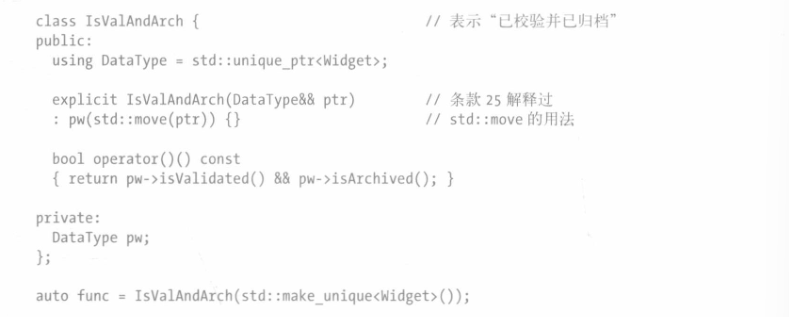 class IsValAndArch { // 表示“已校验并已归档”
public:
using DataType = std::unique_ptr<Widget>;
explicit IsValAndArch(DataType&& ptr) // 条款 25 解释过
: pw(std::move(ptr)) {} // std::move 的用法
bool operator()() const
{ return pw->isValidated() && pw->isArchived(); }
private:
DataType pw;
};
auto func = IsValAndArch(std::make_unique<Widget>());